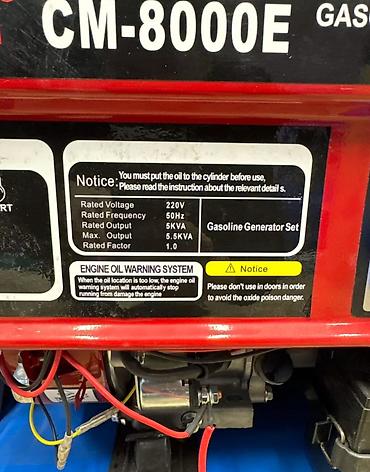 CM-8000E
GASO
Notice: You must put the oil to the cylinder before use,
Please read the instruction about the relevant detail s.
RT
Rated Voltage 220V
Rated Frequency 50Hz
Rated Output 5KVA
Max. Output 5.5KVA
Rated Factor 1.0
Gasoline Generator Set
ENGINE OIL WARNING SYSTEM
When the oil location is too low, the engine oil
warning system will automatically stop
running from damage the engine
Notice
Please don't use in doors in order
to avoid the oxide poison danger.